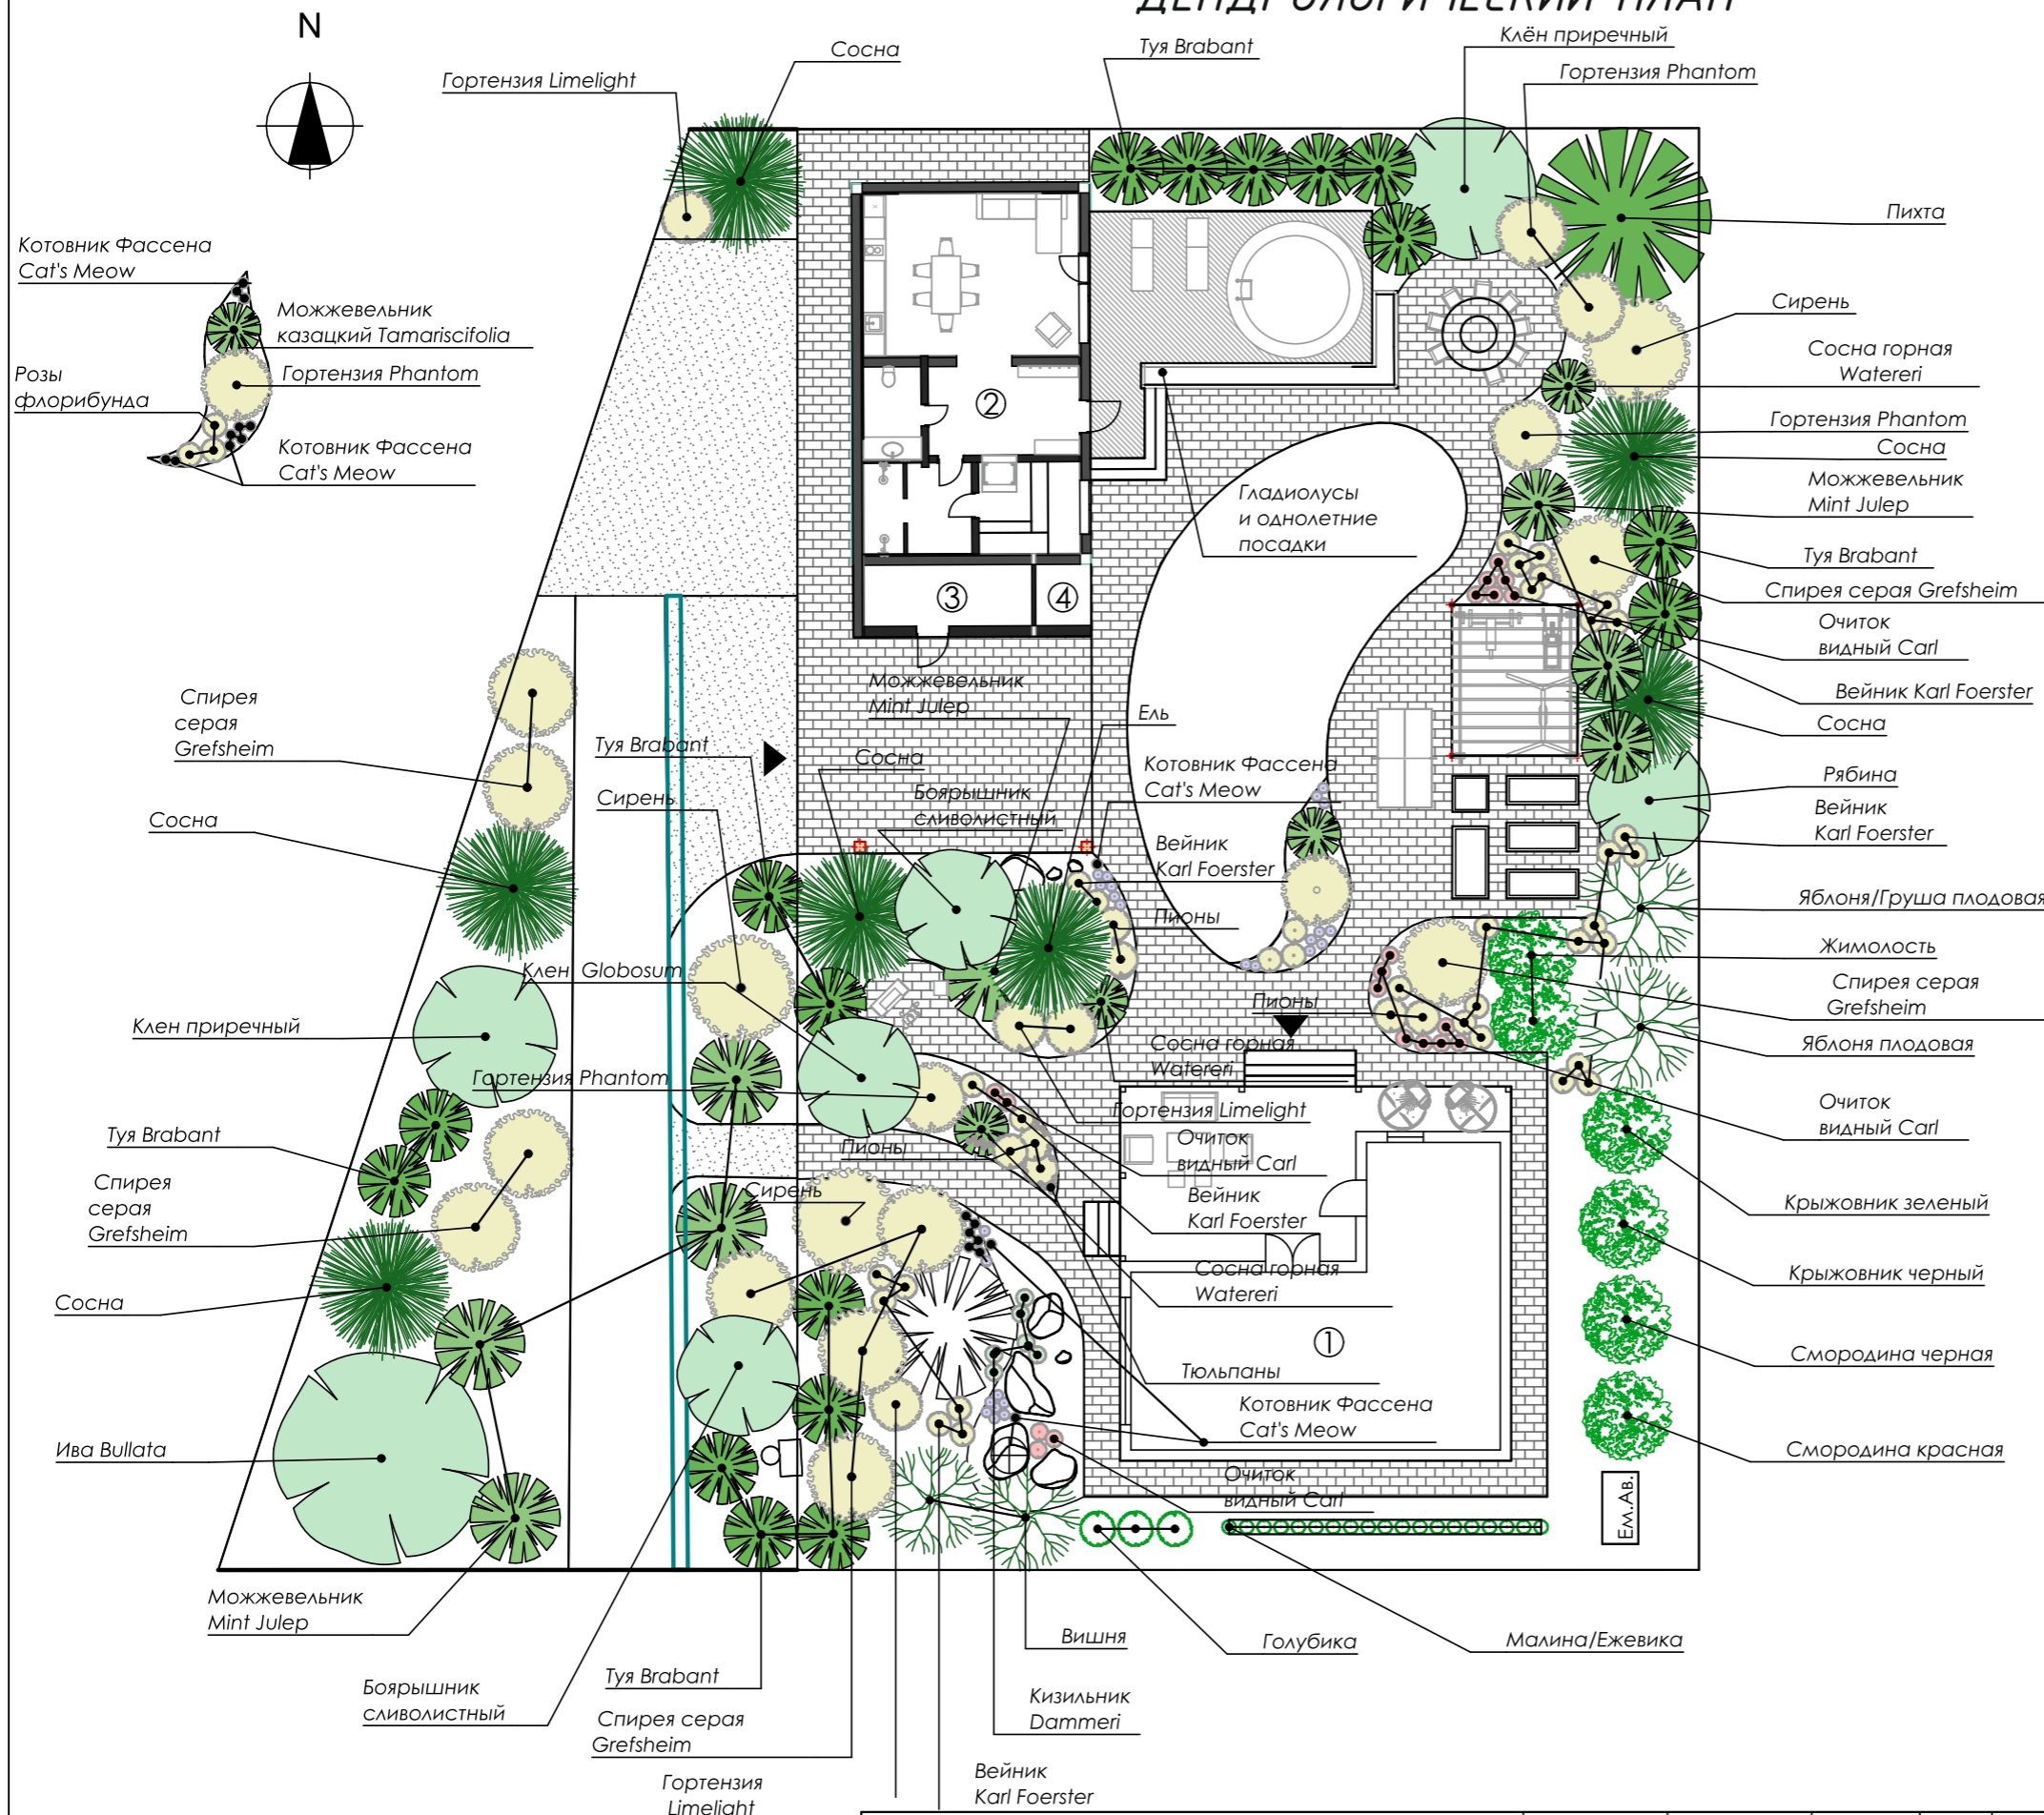 ДЕНДРОЛОГИЧЕСКИЙ ПЛАН
N
Сосна
Туя Brabant
Клён приречный
Гортензия Limelight
Гортензия Phantom
Пихта
Котовник Фассена
Cat's Meow
Можжевельник
казацкий Tamariscifolia
Розы
флорибунда
Гортензия Phantom
Котовник Фассена
Cat's Meow
Сирень
Сосна горная
Watereri
Гортензия Phantom
Сосна
Можжевельник
Mint Julep
Туя Brabant
Спирея серая Grefsheim
Очиток
видный Carl
Вейник Karl Foerster
Сосна
Рябина
Вейник
Karl Foerster
Яблоня/Груша плодовая
Жимолость
Спирея серая
Grefsheim
Яблоня плодовая
Очиток
видный Carl
Крыжовник зеленый
Крыжовник черный
Смородина черная
Смородина красная
Ем.Ав.
②
③
④
Гладиолусы
и однолетние
посадки
Можжевельник
Mint Julep
Ель
Туя Brabant
Сосна
Котовник Фассена
Cat's Meow
Сирень
Боярышник
сливолистный
Вейник
Karl Foerster
Пионы
Клен Globosum
Пионы
Сосна горная
Watereri
Гортензия Phantom
Гортензия Limelight
Пионы
Очиток
видный Carl
Сирень
Вейник
Karl Foerster
Сосна горная
Watereri
①
Тюльпаны
Котовник Фассена
Cat's Meow
Очиток
видный Carl
Спирея
серая
Grefsheim
Сосна
Клен приречный
Туя Brabant
Спирея
серая
Grefsheim
Сосна
Ива Bullata
Можжевельник
Mint Julep
Боярышник
сливолистный
Туя Brabant
Спирея серая
Grefsheim
Гортензия
Limelight
Вейник
Karl Foerster
Кизильник
Dammeri
Вишня
Голубика
Малина/Ежевика